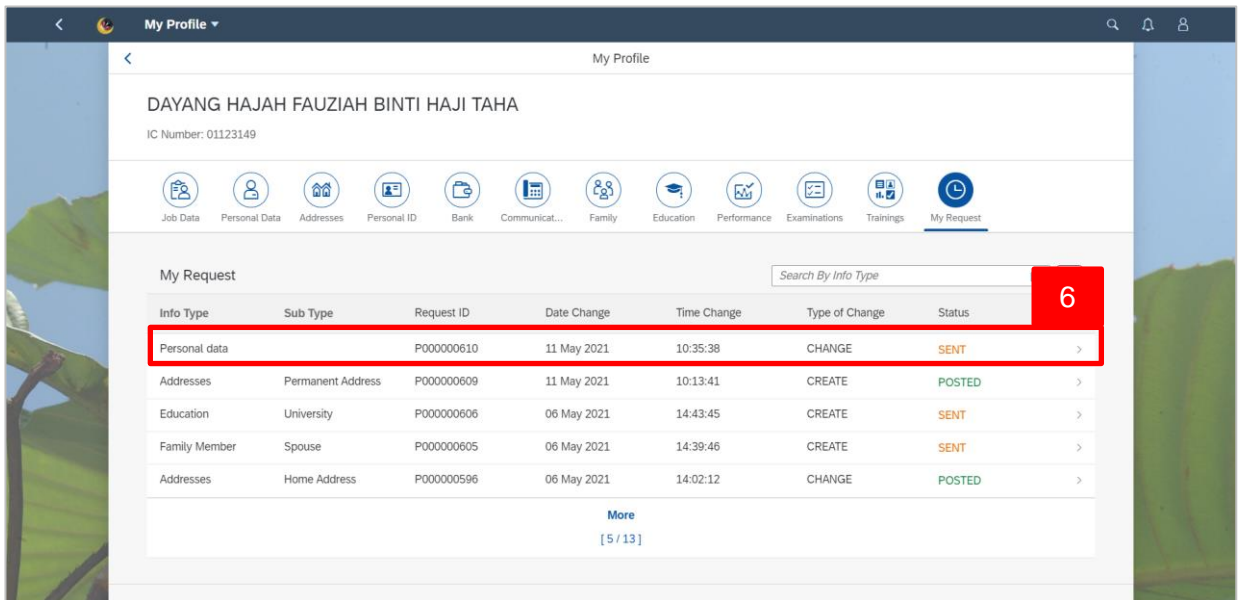 My Profile
My Profile
DAYANG HAJAH FAUZIAH BINTI HAJI TAHA
IC Number: 01123149
Job Data Personal Data Addresses Personal ID Bank Communicat... Family Education Performance Examinations Trainings My Request
My Request Search By Info Type
6
Info Type Sub Type Request ID Date Change Time Change Type of Change Status
Personal data P000000610 11 May 2021 10:35:38 CHANGE SENT
Addresses Permanent Address P000000609 11 May 2021 10:13:41 CREATE POSTED
Education University P000000606 06 May 2021 14:43:45 CREATE SENT
Family Member Spouse P000000605 06 May 2021 14:39:46 CREATE SENT
Addresses Home Address P000000596 06 May 2021 14:02:12 CHANGE POSTED
More
[ 5 / 13 ]